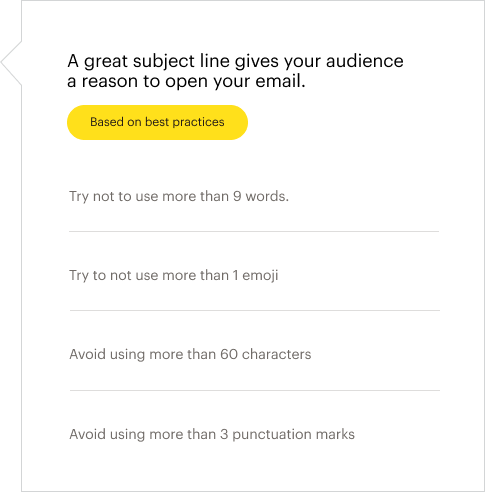 A great subject line gives your audience
a reason to open your email.
Based on best practices
Try not to use more than 9 words.
Try to not use more than 1 emoji
Avoid using more than 60 characters
Avoid using more than 3 punctuation marks